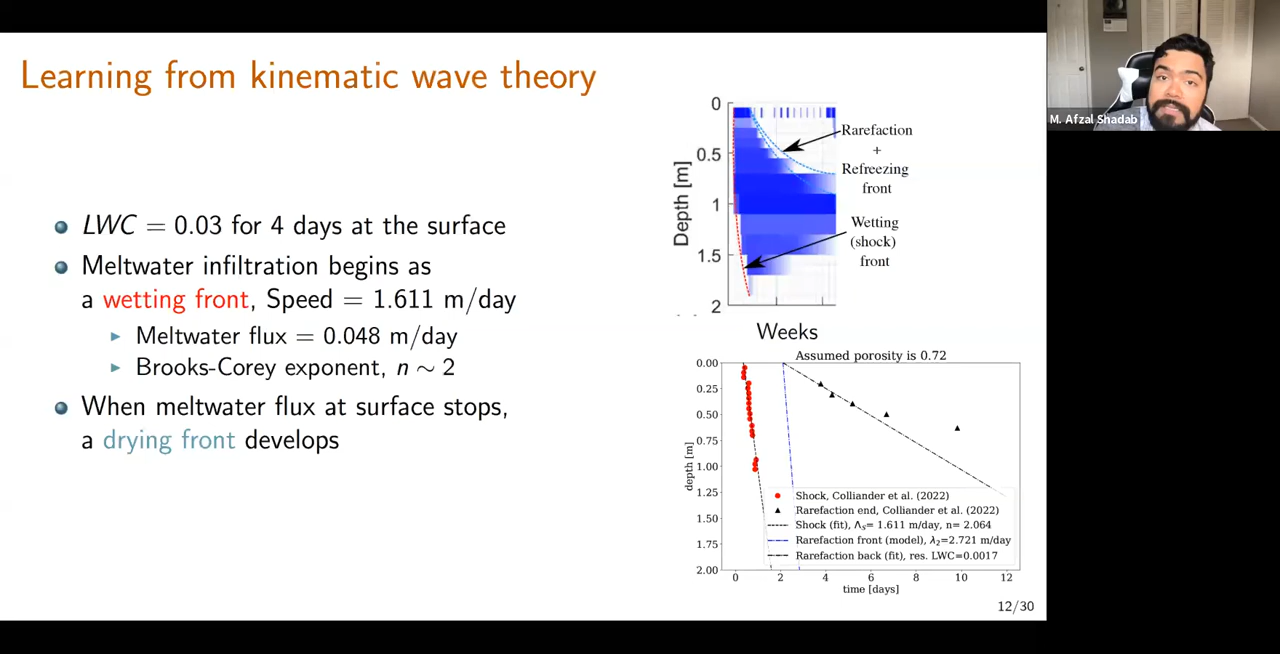 Learning from kinematic wave theory
LWC = 0.03 for 4 days at the surface
Meltwater infiltration begins as
a wetting front, Speed = 1.611 m/day
Meltwater flux = 0.048 m/day
Brooks-Corey exponent, n ∼ 2
When meltwater flux at surface stops,
a drying front develops
0
0.5
1
1.5
2
Depth [m]
Rarefaction
+
Refreezing
front
Wetting
(shock)
front
Weeks
Assumed porosity is 0.72
0.00
0.25
0.50
0.75
1.00
1.25
1.50
1.75
2.00
depth [m]
Shock, Colliander et al. (2022)
Rarefaction end, Colliander et al. (2022)
Shock (fit), Λs= 1.611 m/day, n= 2.064
Rarefaction front (model), λ2=2.721 m/day
Rarefaction back (fit), res. LWC=0.0017
0 2 4 6 8 10 12
time [days]
12/30
M. Afzal Shadab